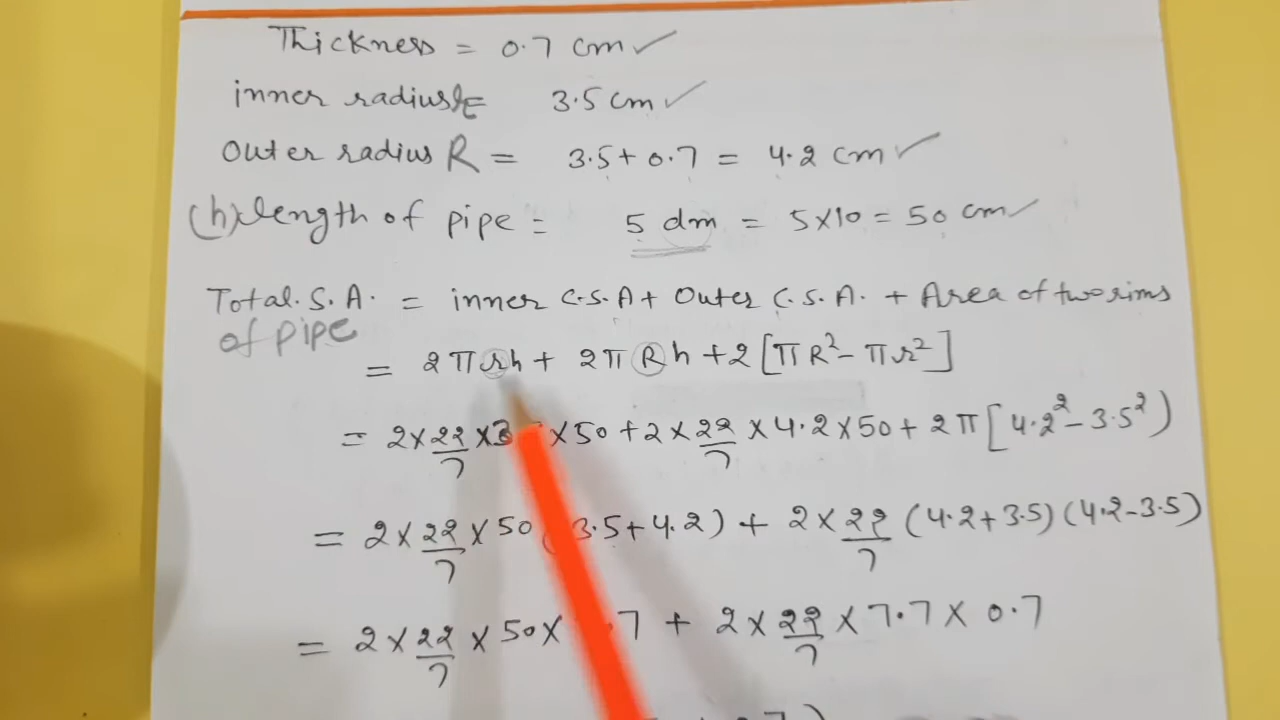 Thickness = 0.7 cm ✓
inner radius r = 3.5 cm ✓
Outer radius R = 3.5 + 0.7 = 4.2 cm ✓
(h) length of pipe = 5 dm = 5×10 = 50 cm ✓
Total. S. A. = inner C.S.A + Outer C.S.A. + Area of two rims
of pipe
= 2πrh + 2πRh + 2[πR²- πr²]
= 2×22/7 ×3 ×50 + 2×22/7 × 4.2×50 + 2π[4.2² - 3.5²)
= 2×22/7×50 3.5+4.2) + 2×22/7 (4.2+3.5) (4.2-3.5)
= 2×22/7 × 50× .7 + 2×22/7 × 7.7 × 0.7